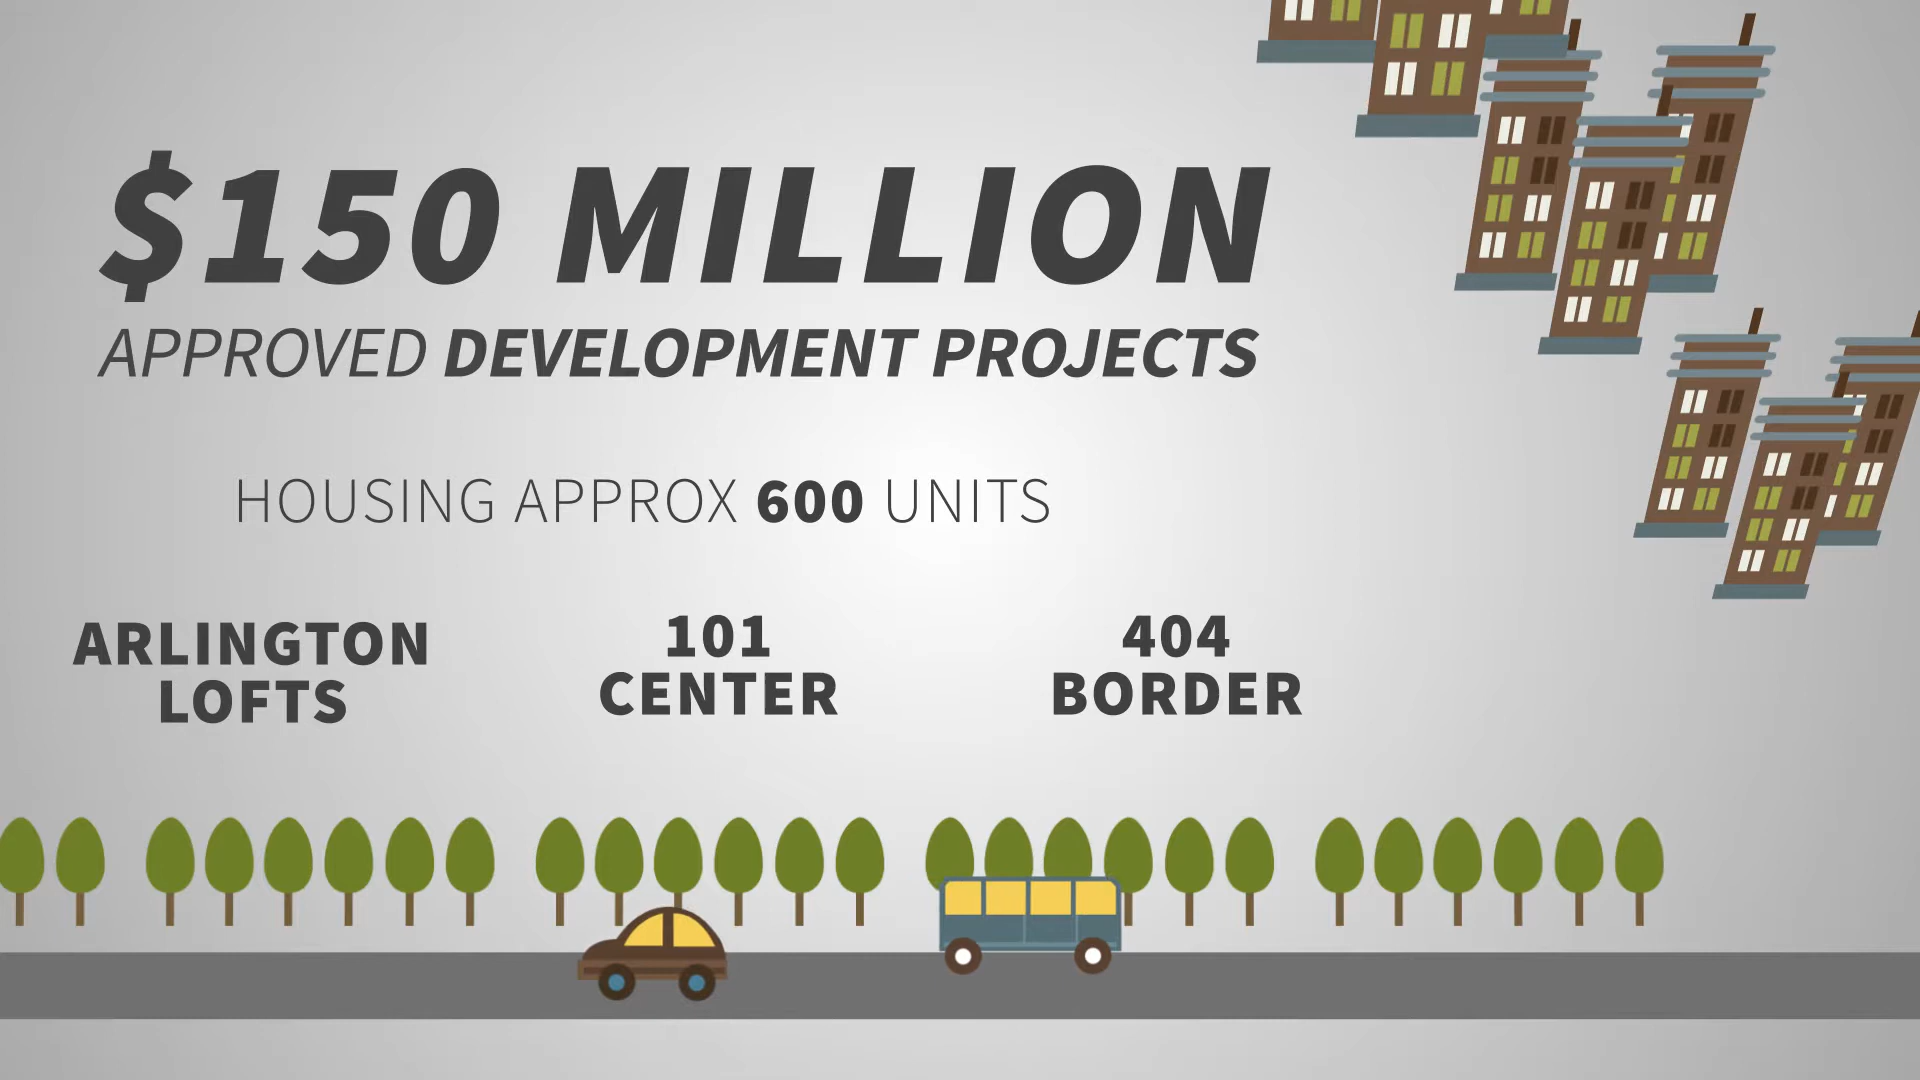 $150 MILLION
APPROVED DEVELOPMENT PROJECTS
HOUSING APPROX 600 UNITS
ARLINGTON
LOFTS
101
CENTER
404
BORDER